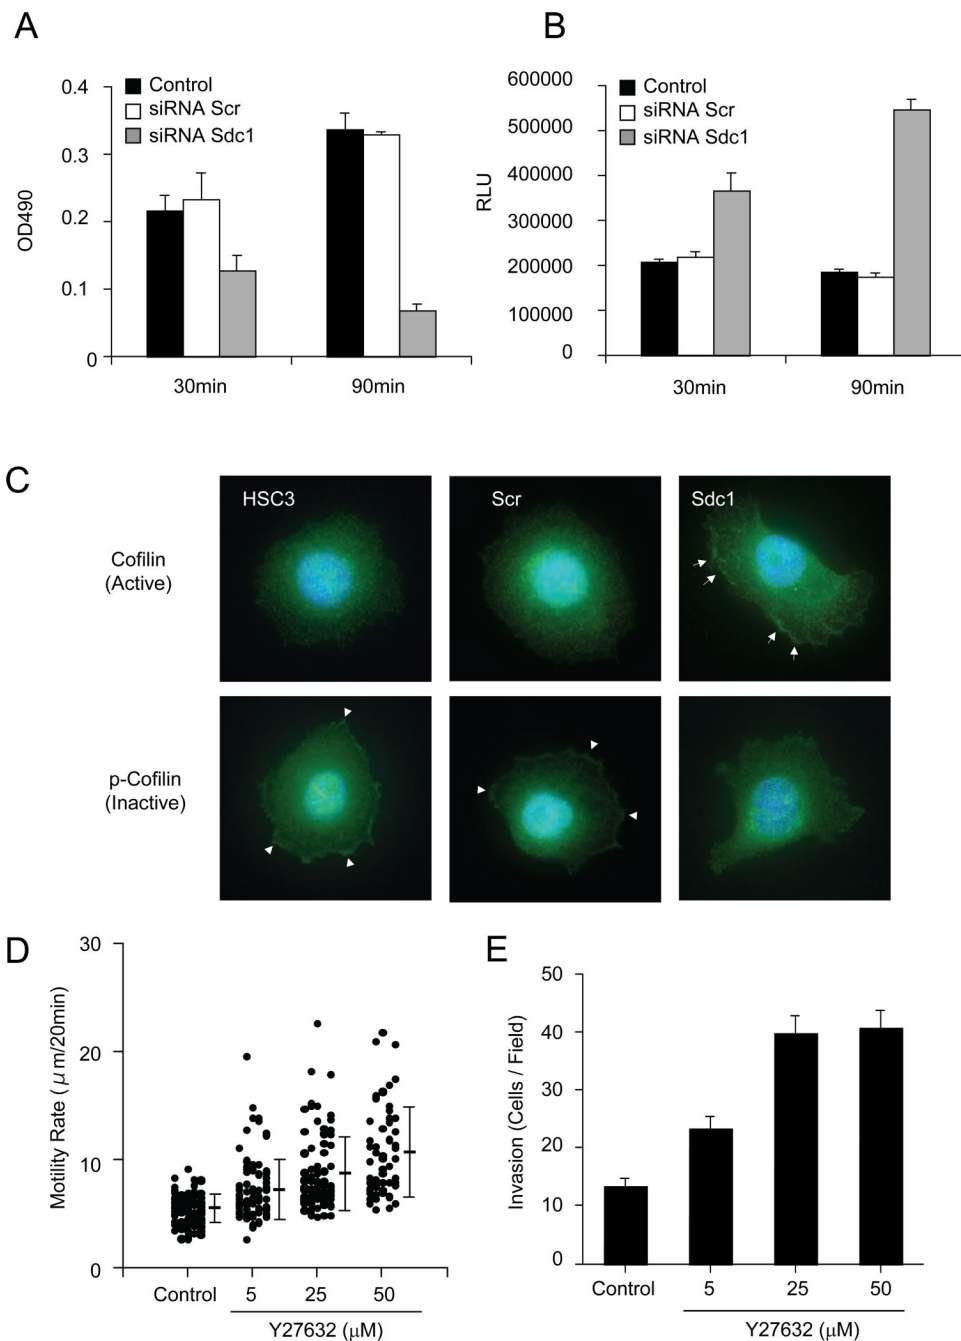 A
OD490
0.4
0.3
0.2
0.1
0
Control
siRNA Scr
siRNA Sdc1
30min
90min
B
RLU
600000
500000
400000
300000
200000
100000
0
Control
siRNA Scr
siRNA Sdc1
30min
90min
C
HSC3
Scr
Sdc1
Cofilin
(Active)
p-Cofilin
(Inactive)
D
Motility Rate (μm/20min)
30
20
10
0
Control
5
25
50
Y27632 (μM)
E
Invasion (Cells / Field)
50
40
30
20
10
0
Control
5
25
50
Y27632 (μM)